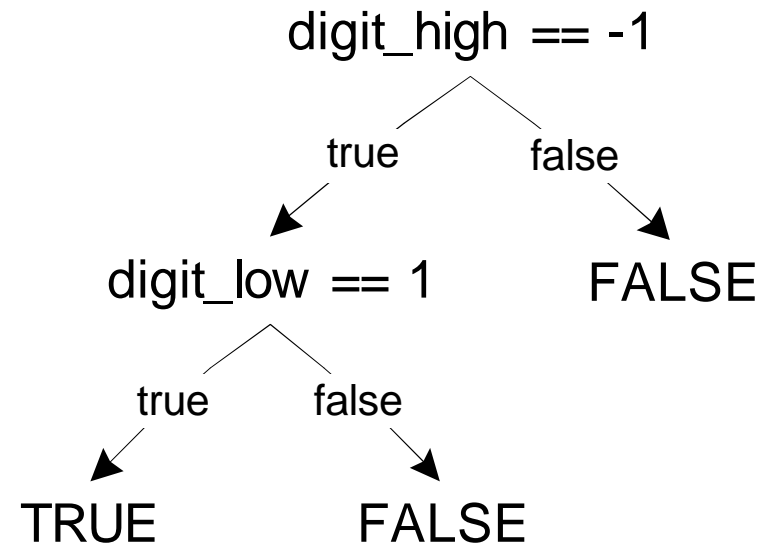 digit_high == -1
true false
digit_low == 1 FALSE
true false
TRUE FALSE